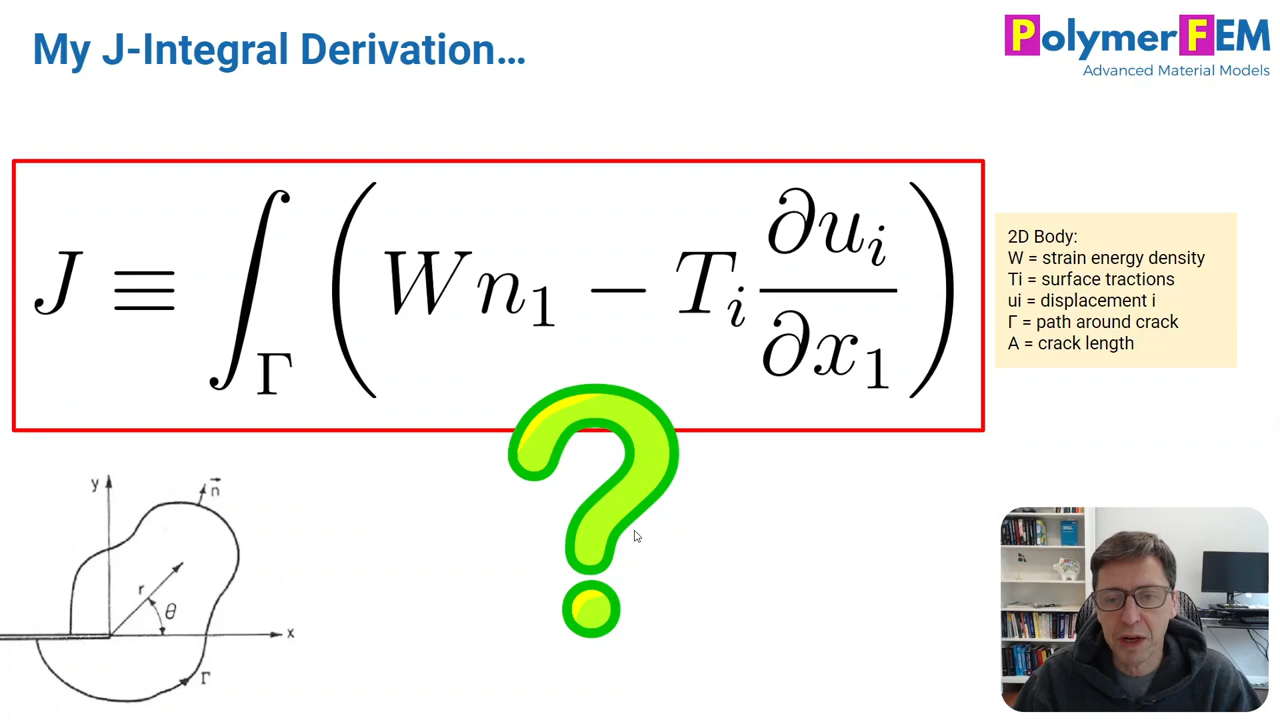 My J-Integral Derivation…
PolymerFEM
Advanced Material Models
J ≡ ∫_Γ ( W n₁ − Tᵢ ∂uᵢ/∂x₁ )
2D Body:
W = strain energy density
Ti = surface tractions
ui = displacement i
Γ = path around crack
A = crack length
?
y
n⃗
r
θ
x
Γ